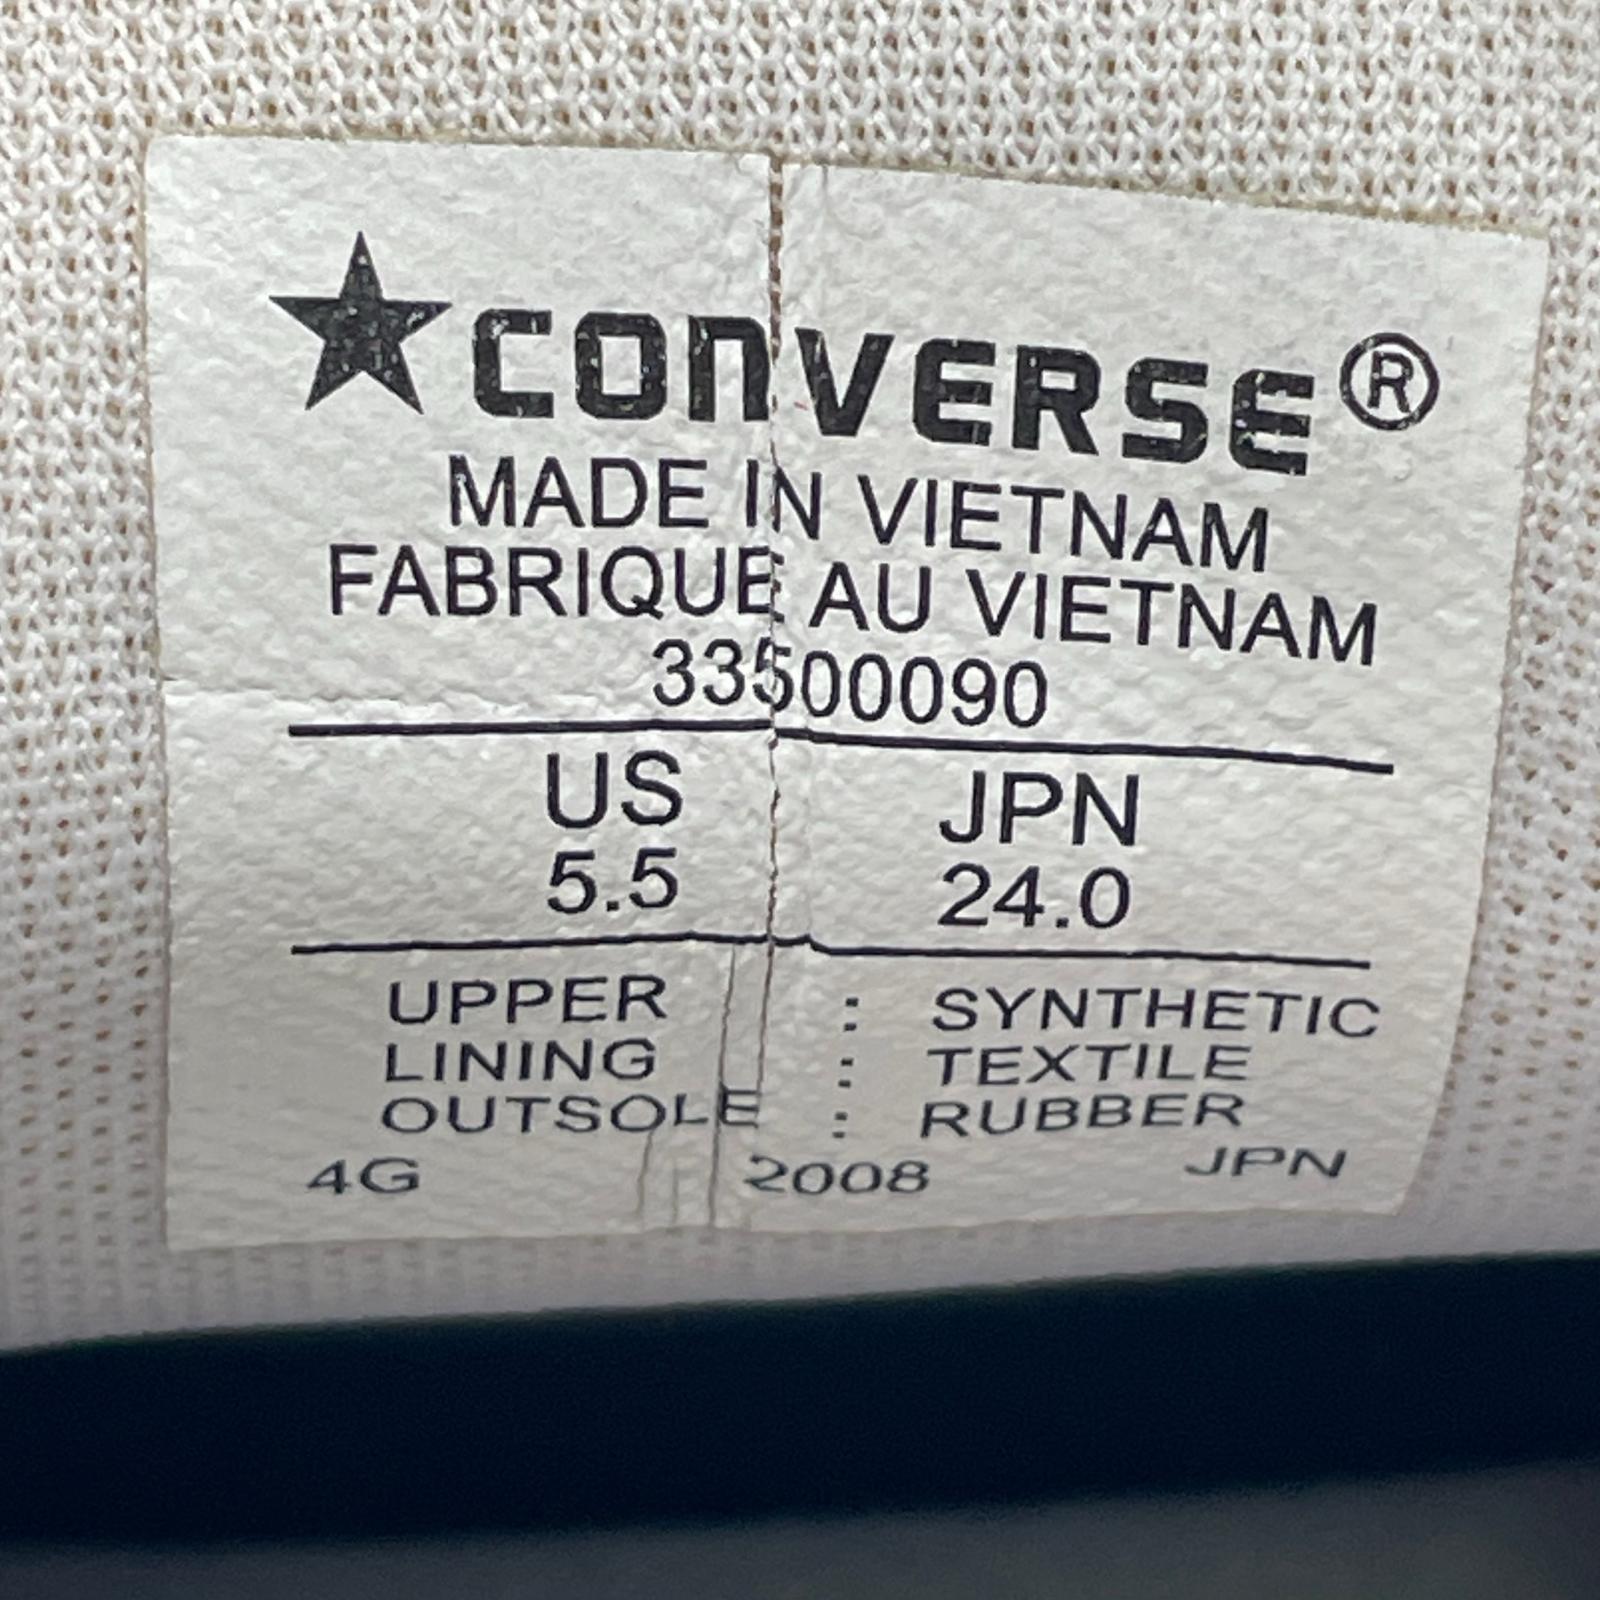 ★CONVERSE®
MADE IN VIETNAM
FABRIQUE AU VIETNAM
33500090
US JPN
5.5 24.0
UPPER : SYNTHETIC
LINING : TEXTILE
OUTSOLE : RUBBER
4G 2008 JPN